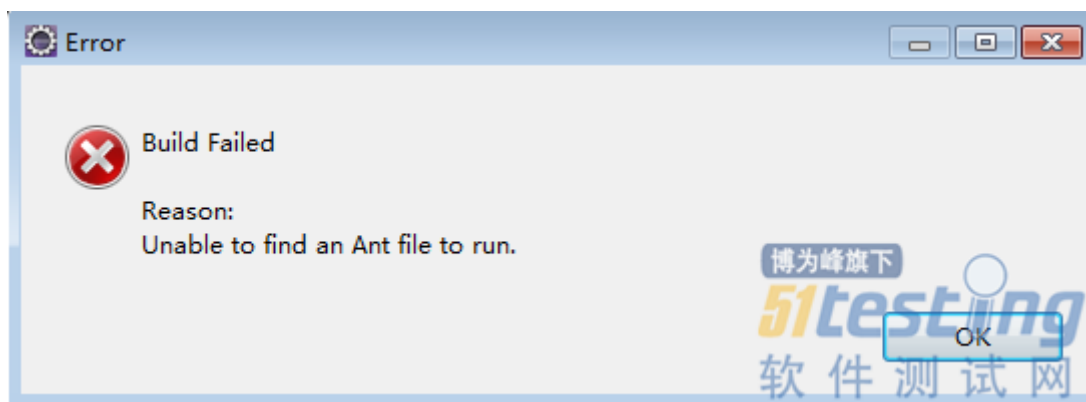 Error
Build Failed
Reason:
Unable to find an Ant file to run.
博为峰旗下
51testing
OK
软件测试网